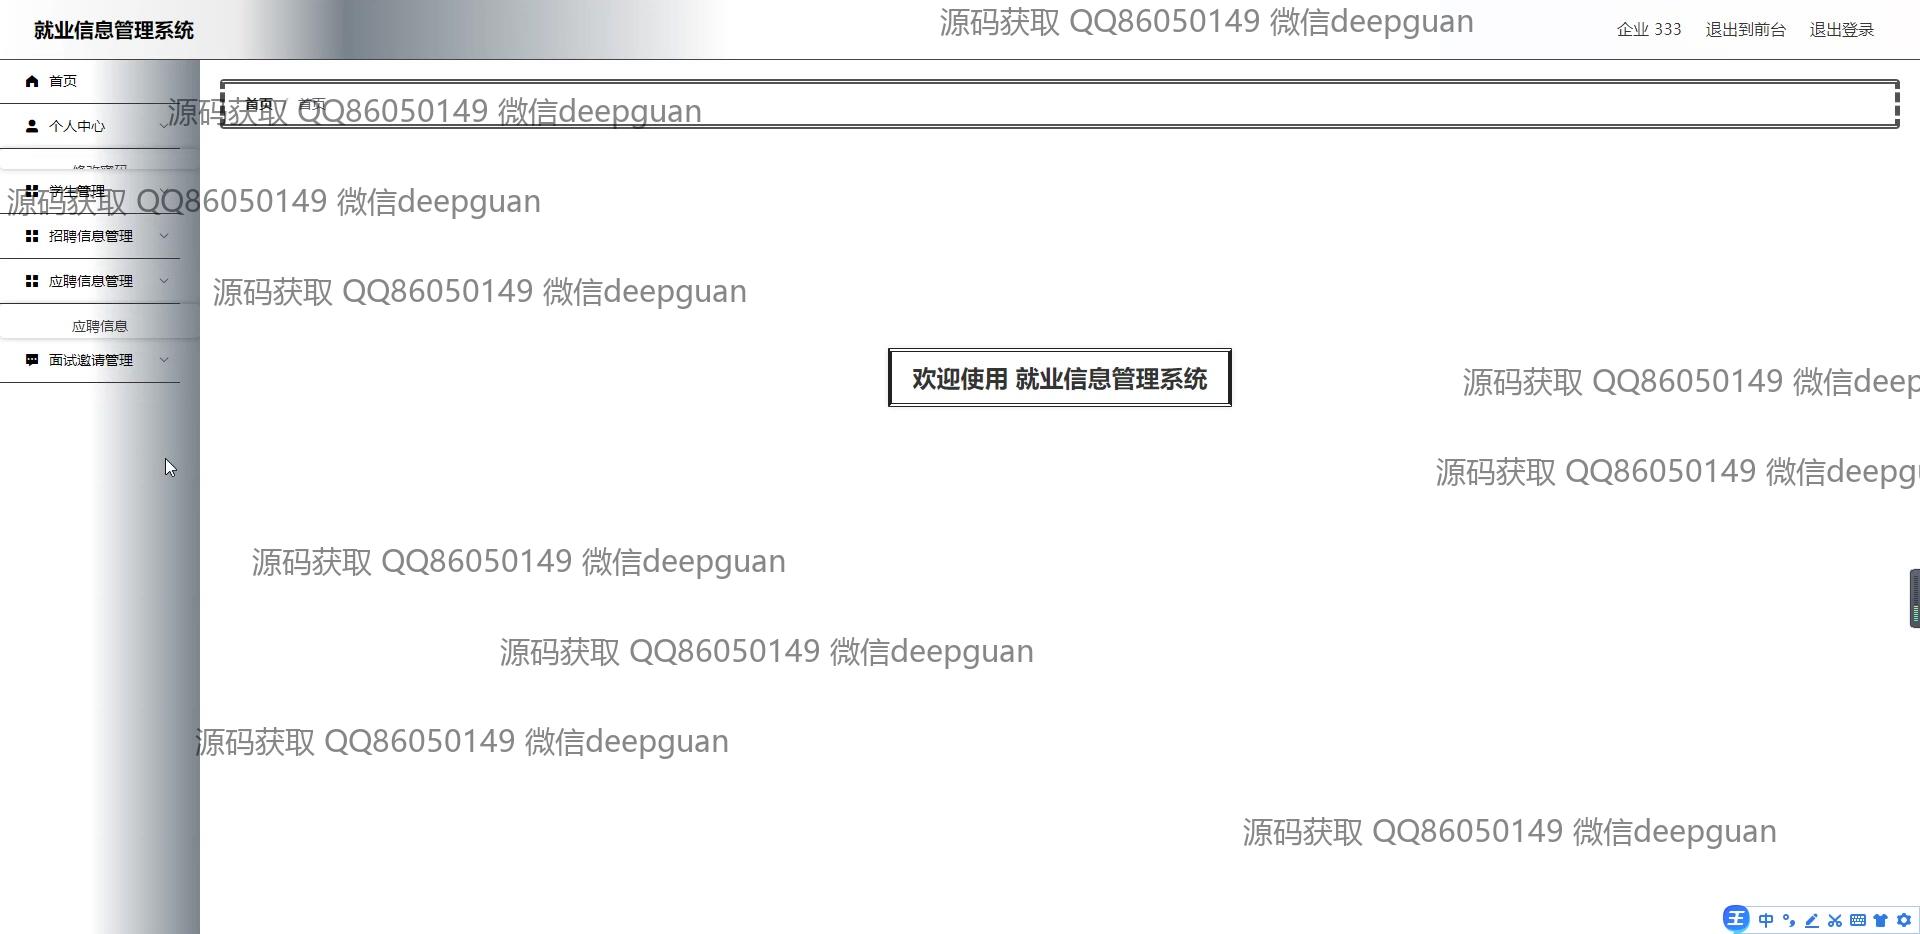 就业信息管理系统
源码获取 QQ86050149 微信deepguan
企业 333 退出到前台 退出登录
首页
首页 首页
源码获取 QQ86050149 微信deepguan
个人中心
修改密码
学生管理
源码获取 QQ86050149 微信deepguan
招聘信息管理
应聘信息管理
源码获取 QQ86050149 微信deepguan
应聘信息
面试邀请管理
欢迎使用 就业信息管理系统
源码获取 QQ86050149 微信deep
源码获取 QQ86050149 微信deepg
源码获取 QQ86050149 微信deepguan
源码获取 QQ86050149 微信deepguan
源码获取 QQ86050149 微信deepguan
源码获取 QQ86050149 微信deepguan
王 中